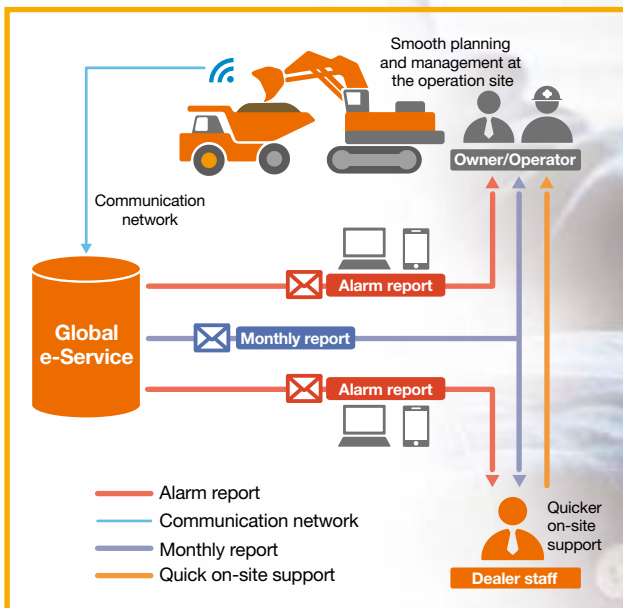 Smooth planning
and management at
the operation site
Owner/Operator
Communication
network
Alarm report
Global
e-Service
Monthly report
Alarm report
Alarm report
Communication network
Monthly report
Quick on-site support
Quicker
on-site
support
Dealer staff